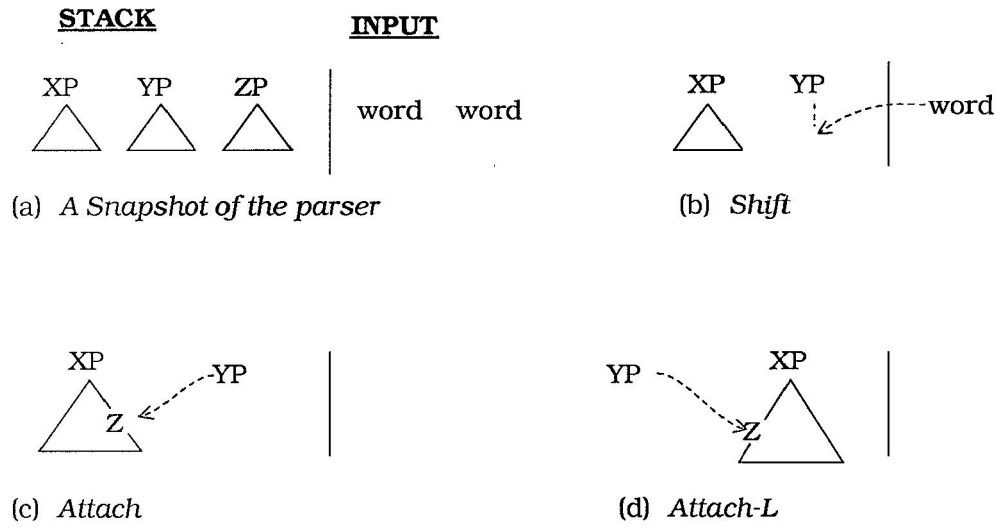 STACK INPUT
XP YP ZP
word word
(a) A Snapshot of the parser
XP YP
word
(b) Shift
XP
YP
Z
(c) Attach
YP XP
Z
(d) Attach-L